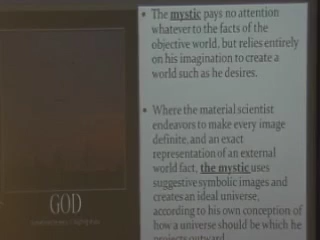 • The mystic pays no attention
whatever to the facts of the
objective world, but relies entirely
on his imagination to create a
world such as he desires.
• Where the material scientist
endeavors to make every image
definite, and an exact
representation of an external
world fact, the mystic uses
suggestive symbolic images and
creates an ideal universe,
according to his own conception of
how a universe should be which he
projects outward
GOD